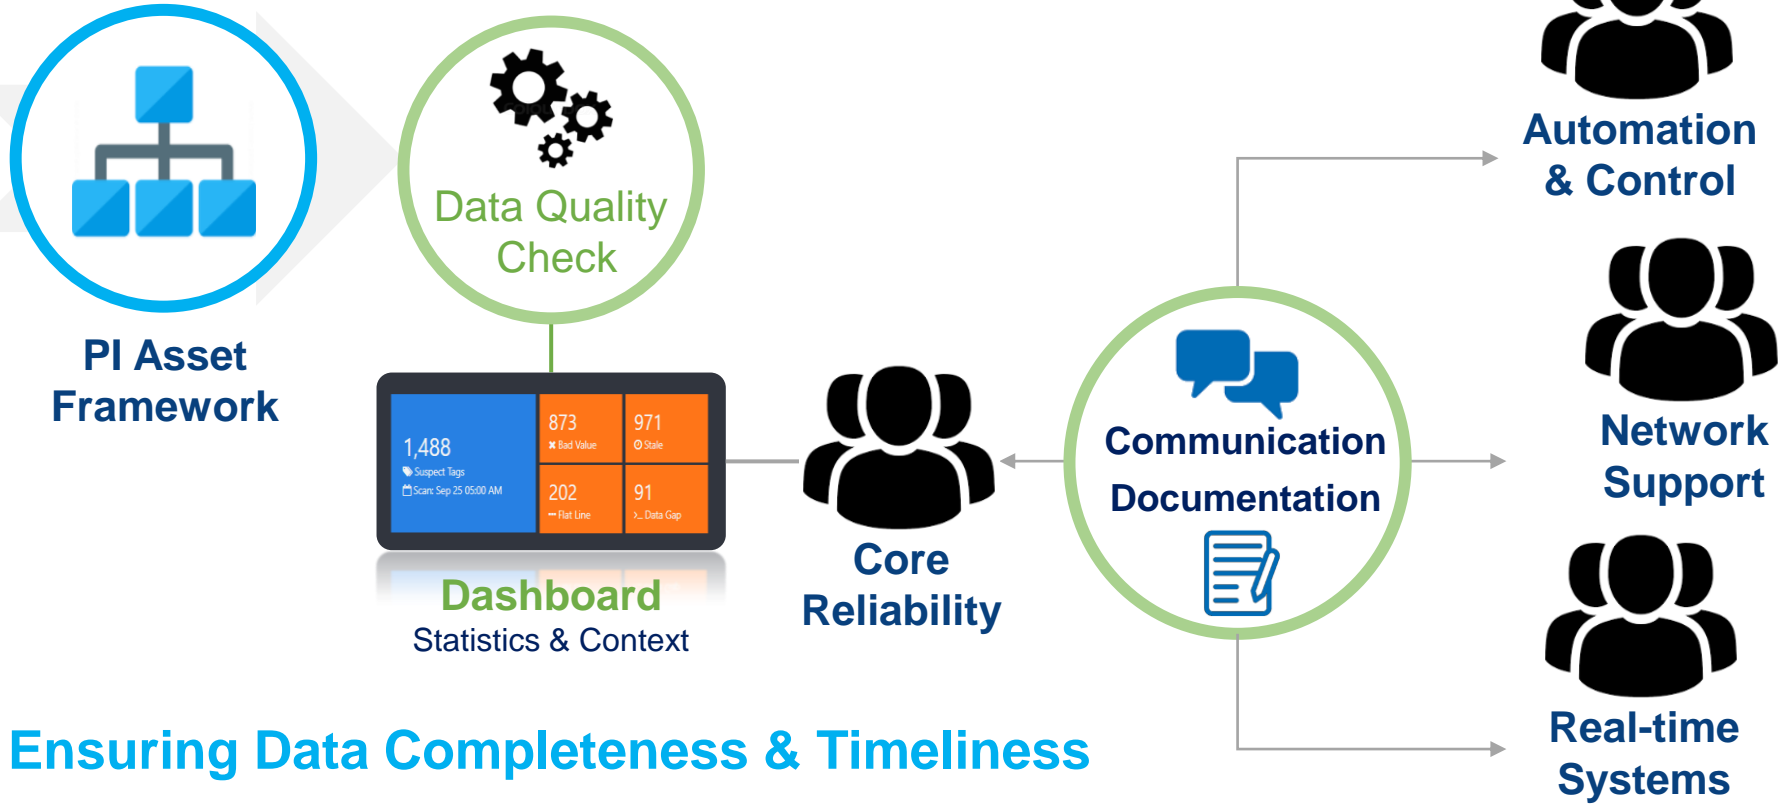 PI Asset
Framework
Data Quality
Check
1,488
Suspect Tags
Scan: Sep 25 05:00 AM
873
Bad Value
971
Stale
202
Flat Line
91
Data Gap
Dashboard
Statistics & Context
Core
Reliability
Communication
Documentation
Automation
& Control
Network
Support
Real-time
Systems
Ensuring Data Completeness & Timeliness